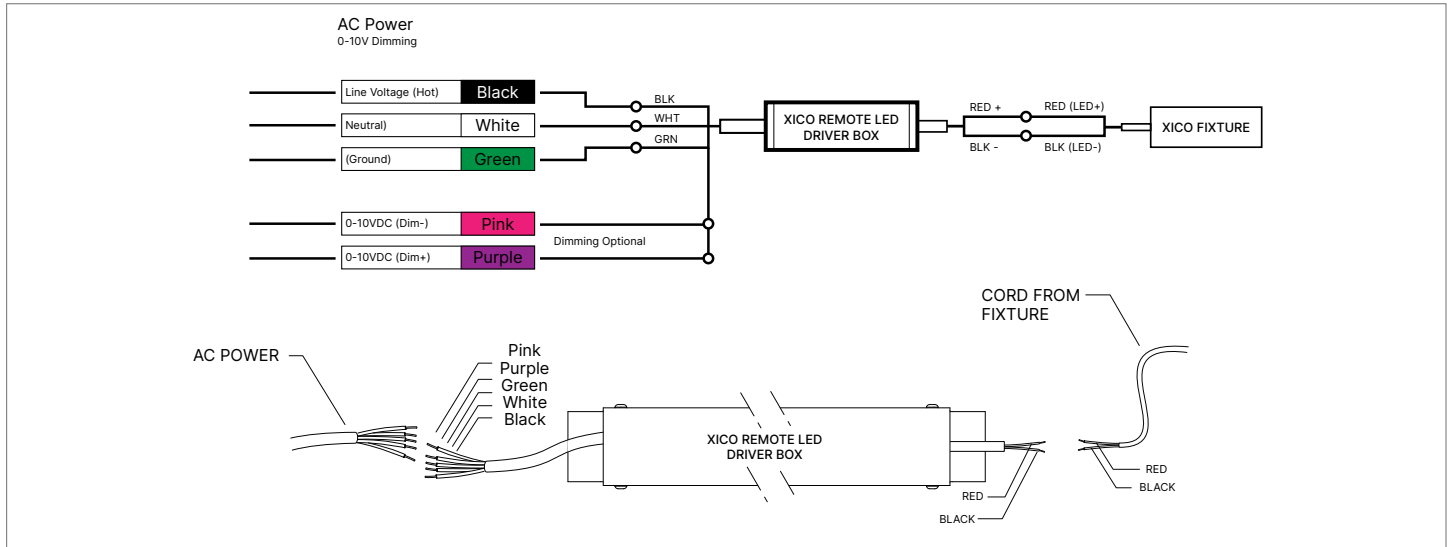 AC Power
0-10V Dimming
Line Voltage (Hot) Black
Neutral) White
(Ground) Green
0-10VDC (Dim-) Pink
0-10VDC (Dim+) Purple
Dimming Optional
BLK
WHT
GRN
XICO REMOTE LED
DRIVER BOX
RED +
BLK -
RED (LED+)
BLK (LED-)
XICO FIXTURE
AC POWER
Pink
Purple
Green
White
Black
XICO REMOTE LED
DRIVER BOX
RED
BLACK
CORD FROM
FIXTURE
RED
BLACK